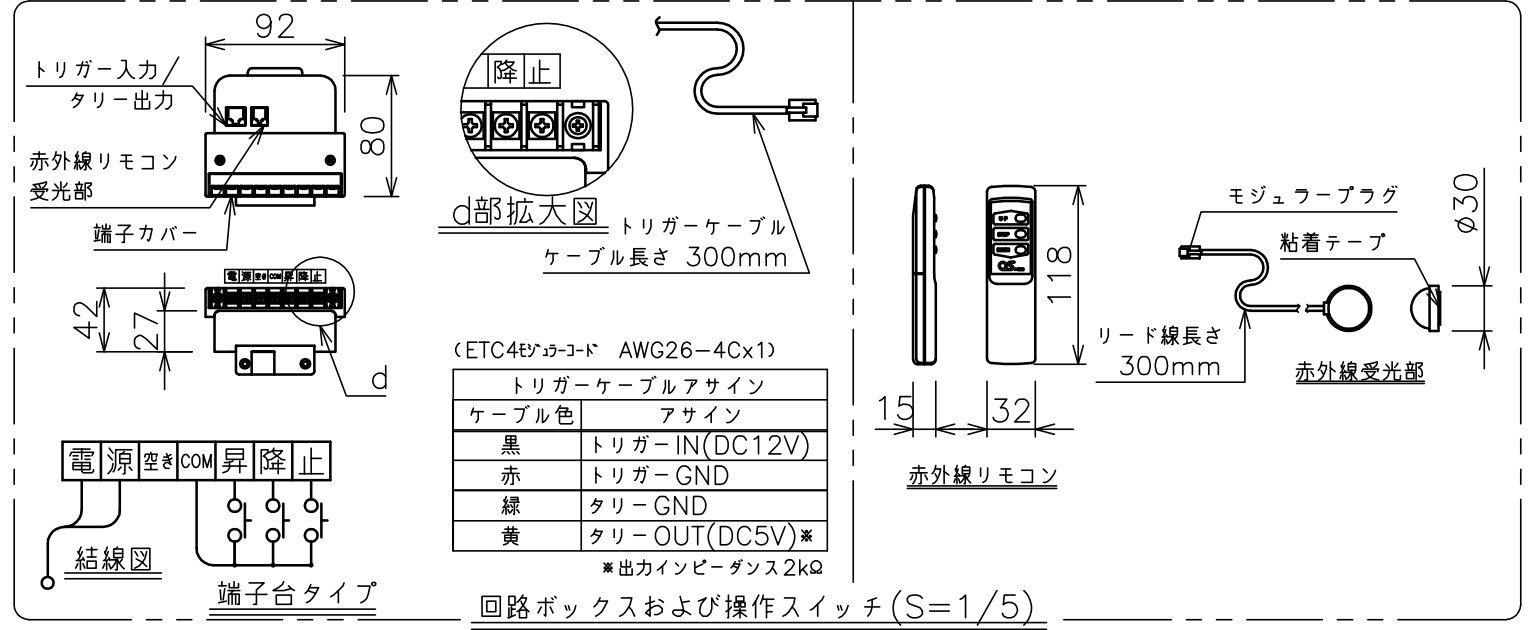 92
トリガー入力/
タリー出力
80
赤外線リモコン
受光部
端子カバー
降 止
d部拡大図
トリガーケーブル
ケーブル長さ 300mm
電 源 空き COM 昇 降 止
42
27
d
電 源 空き COM 昇 降 止
結線図
端子台タイプ
(ETC4モジュラーコード AWG26-4Cx1)
トリガーケーブルアサイン
ケーブル色 アサイン
黒 トリガーIN(DC12V)
赤 トリガーGND
緑 タリーGND
黄 タリーOUT(DC5V)※
※出力インピーダンス2kΩ
UP
STOP
DOWN
OS
118
15
32
赤外線リモコン
モジュラープラグ
粘着テープ
φ30
リード線長さ
300mm
赤外線受光部
回路ボックスおよび操作スイッチ(S=1/5)